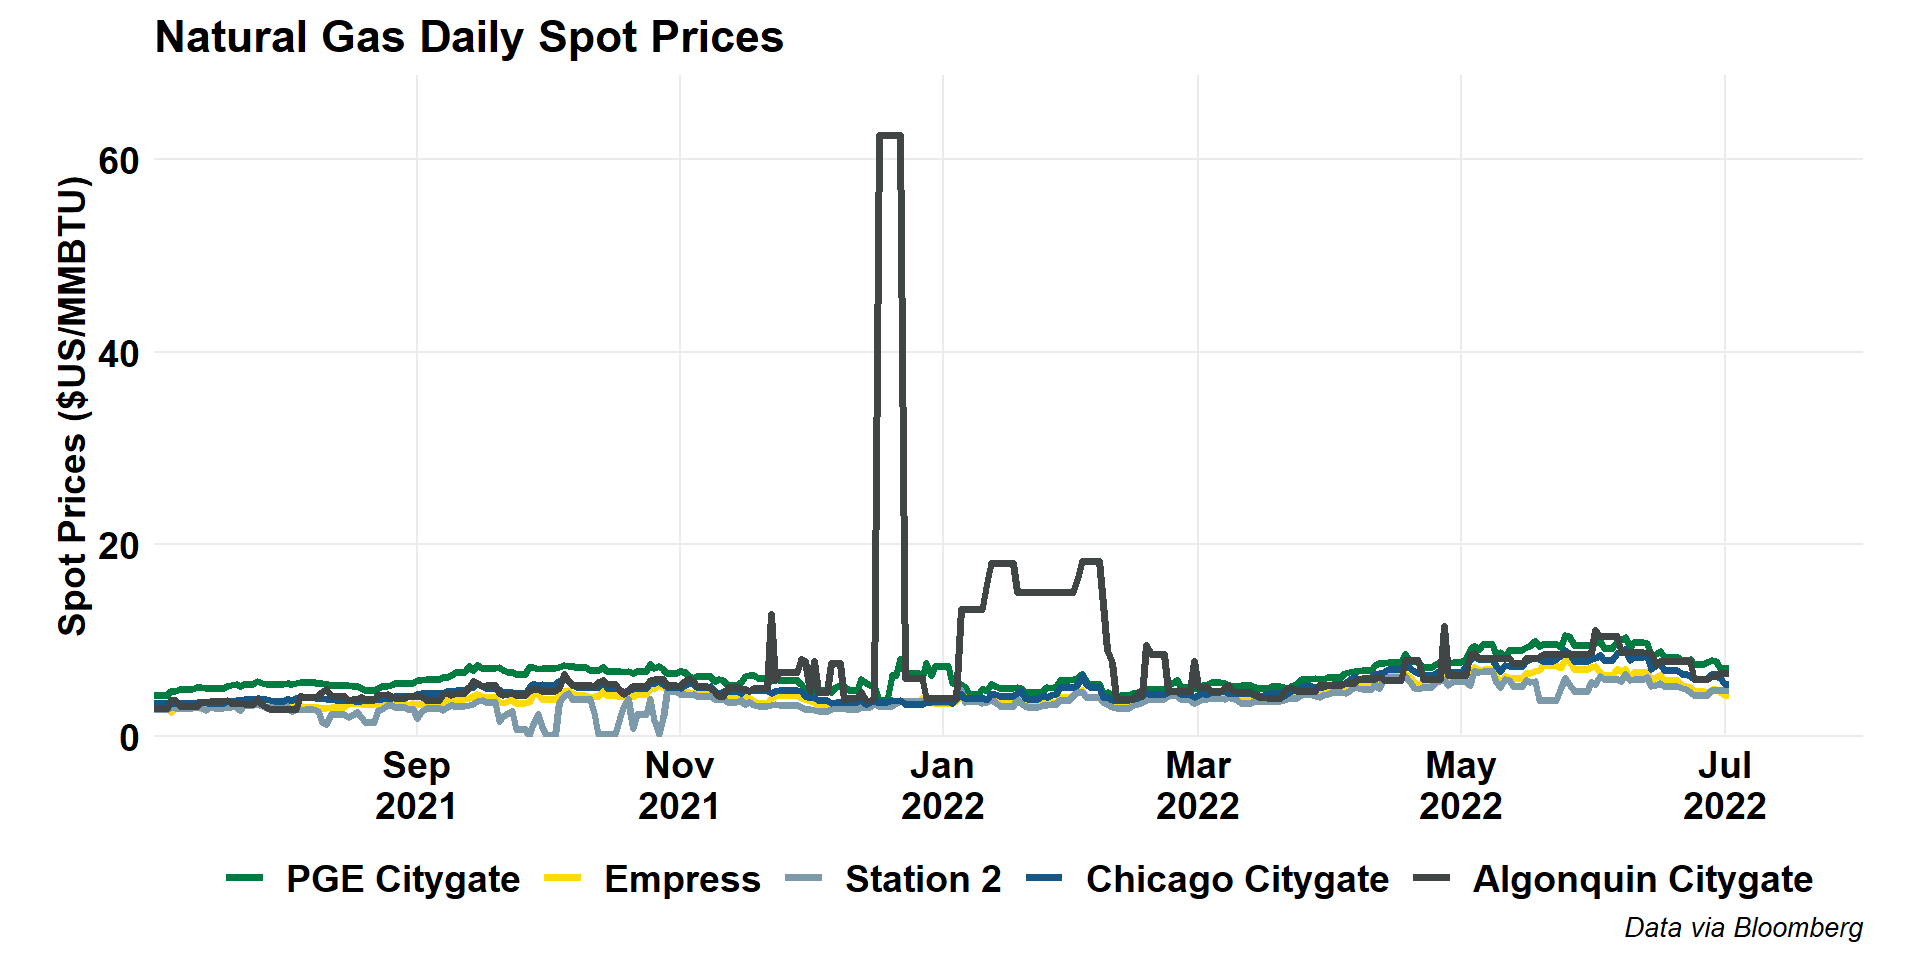 Natural Gas Daily Spot Prices
Spot Prices ($US/MMBTU)
60
40
20
0
Sep Nov Jan Mar May Jul
2021 2021 2022 2022 2022 2022
PGE Citygate Empress Station 2 Chicago Citygate Algonquin Citygate
Data via Bloomberg